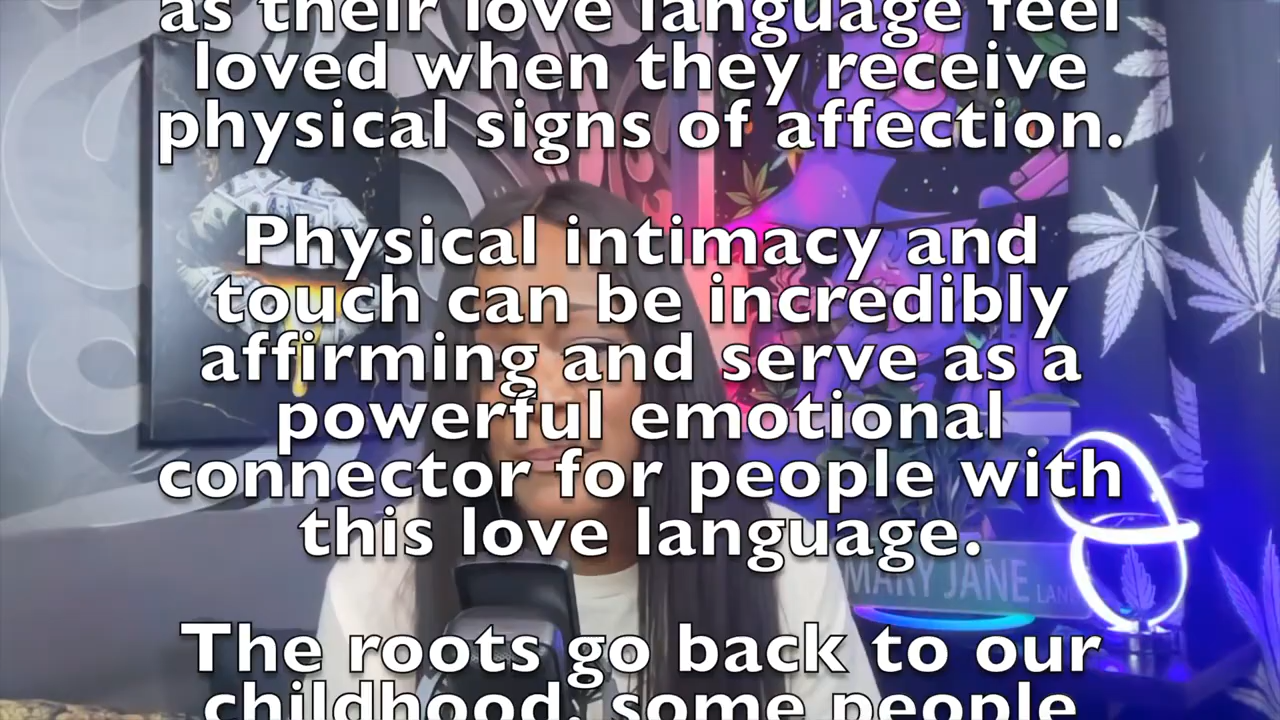 as their love language feel
loved when they receive
physical signs of affection.
Physical intimacy and
touch can be incredibly
affirming and serve as a
powerful emotional
connector for people with
this love language.
MARY JANE LANE
The roots go back to our
childhood, some people